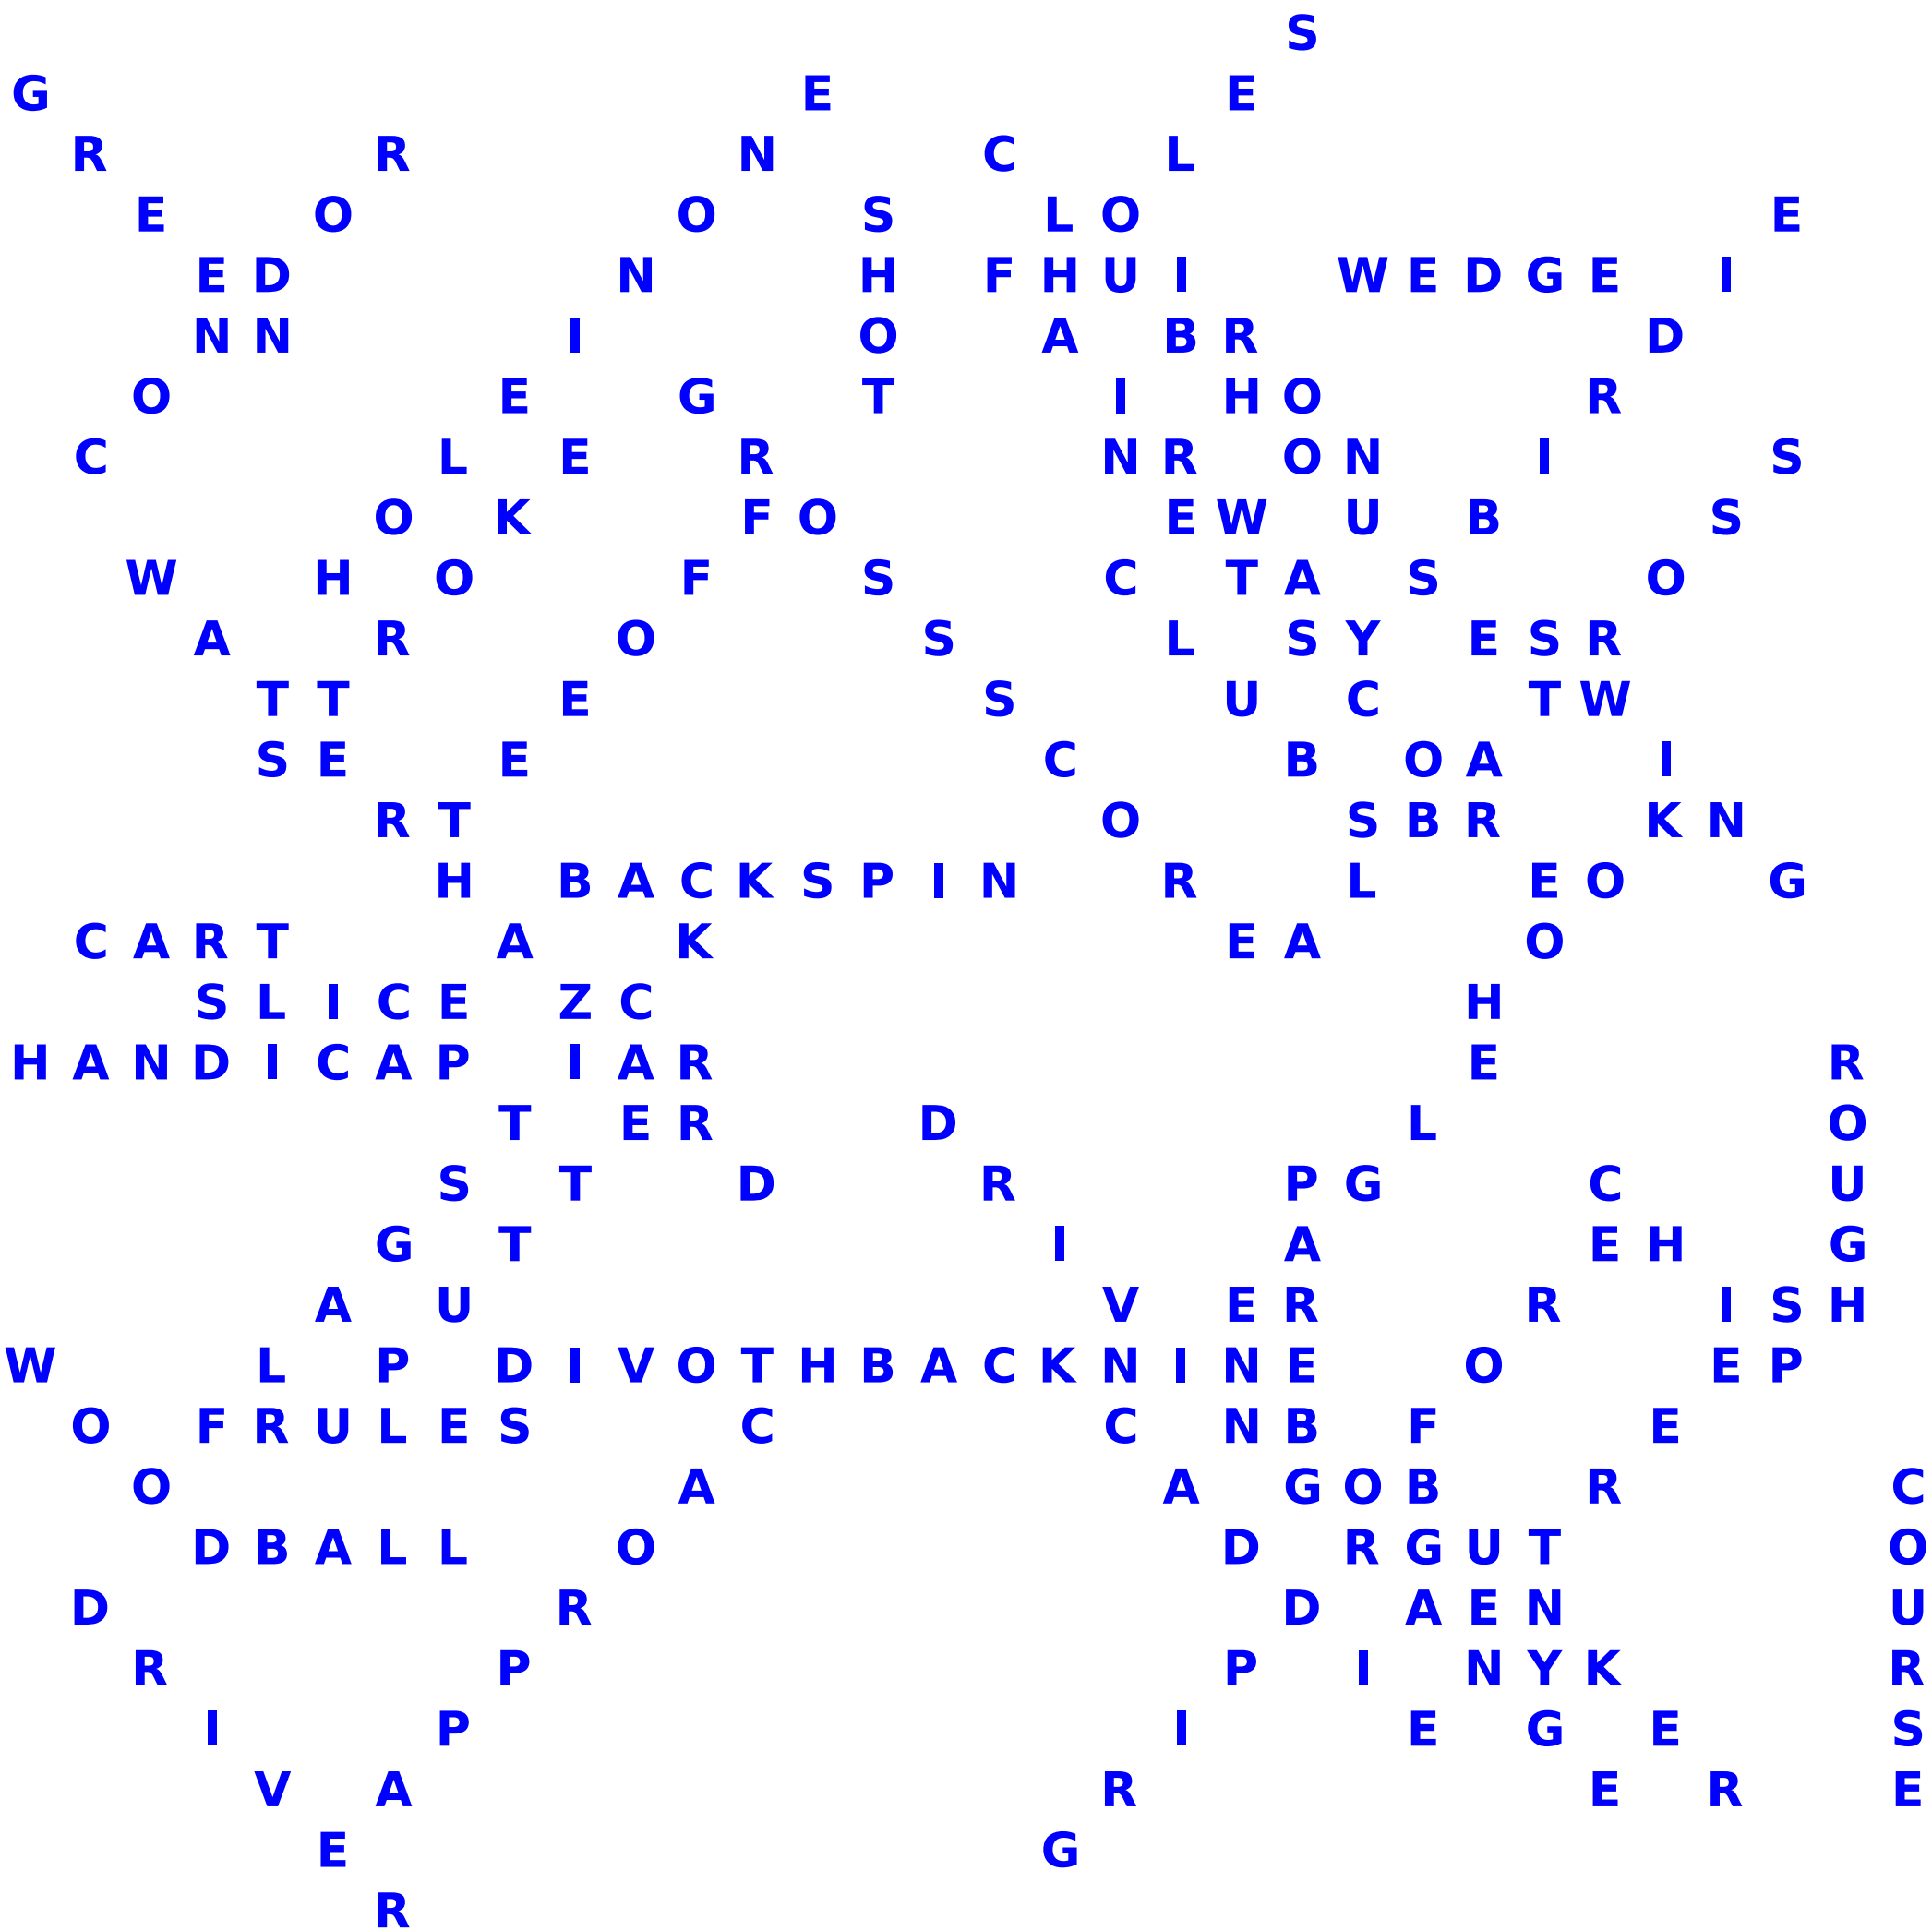 S
G E E
R R N C L
E O O S L O E
E D N H F H U I W E D G E I
N N I O A B R D
O E G T I H O R
C L E R N R O N I S
O K F O E W U B S
W H O F S C T A S O
A R O S L S Y E S R
T T E S U C T W
S E E C B O A I
R T O S B R K N
H B A C K S P I N R L E O G
C A R T A K E A O
S L I C E Z C H
H A N D I C A P I A R E R
T E R D L O
S T D R P G C U
G T I A E H G
A U V E R R I S H
W L P D I V O T H B A C K N I N E O E P
O F R U L E S C C N B F E
O A A G O B R C
D B A L L O D R G U T O
D R D A E N U
R P P I N Y K R
I P I E G E S
V A R E R E
E G
R